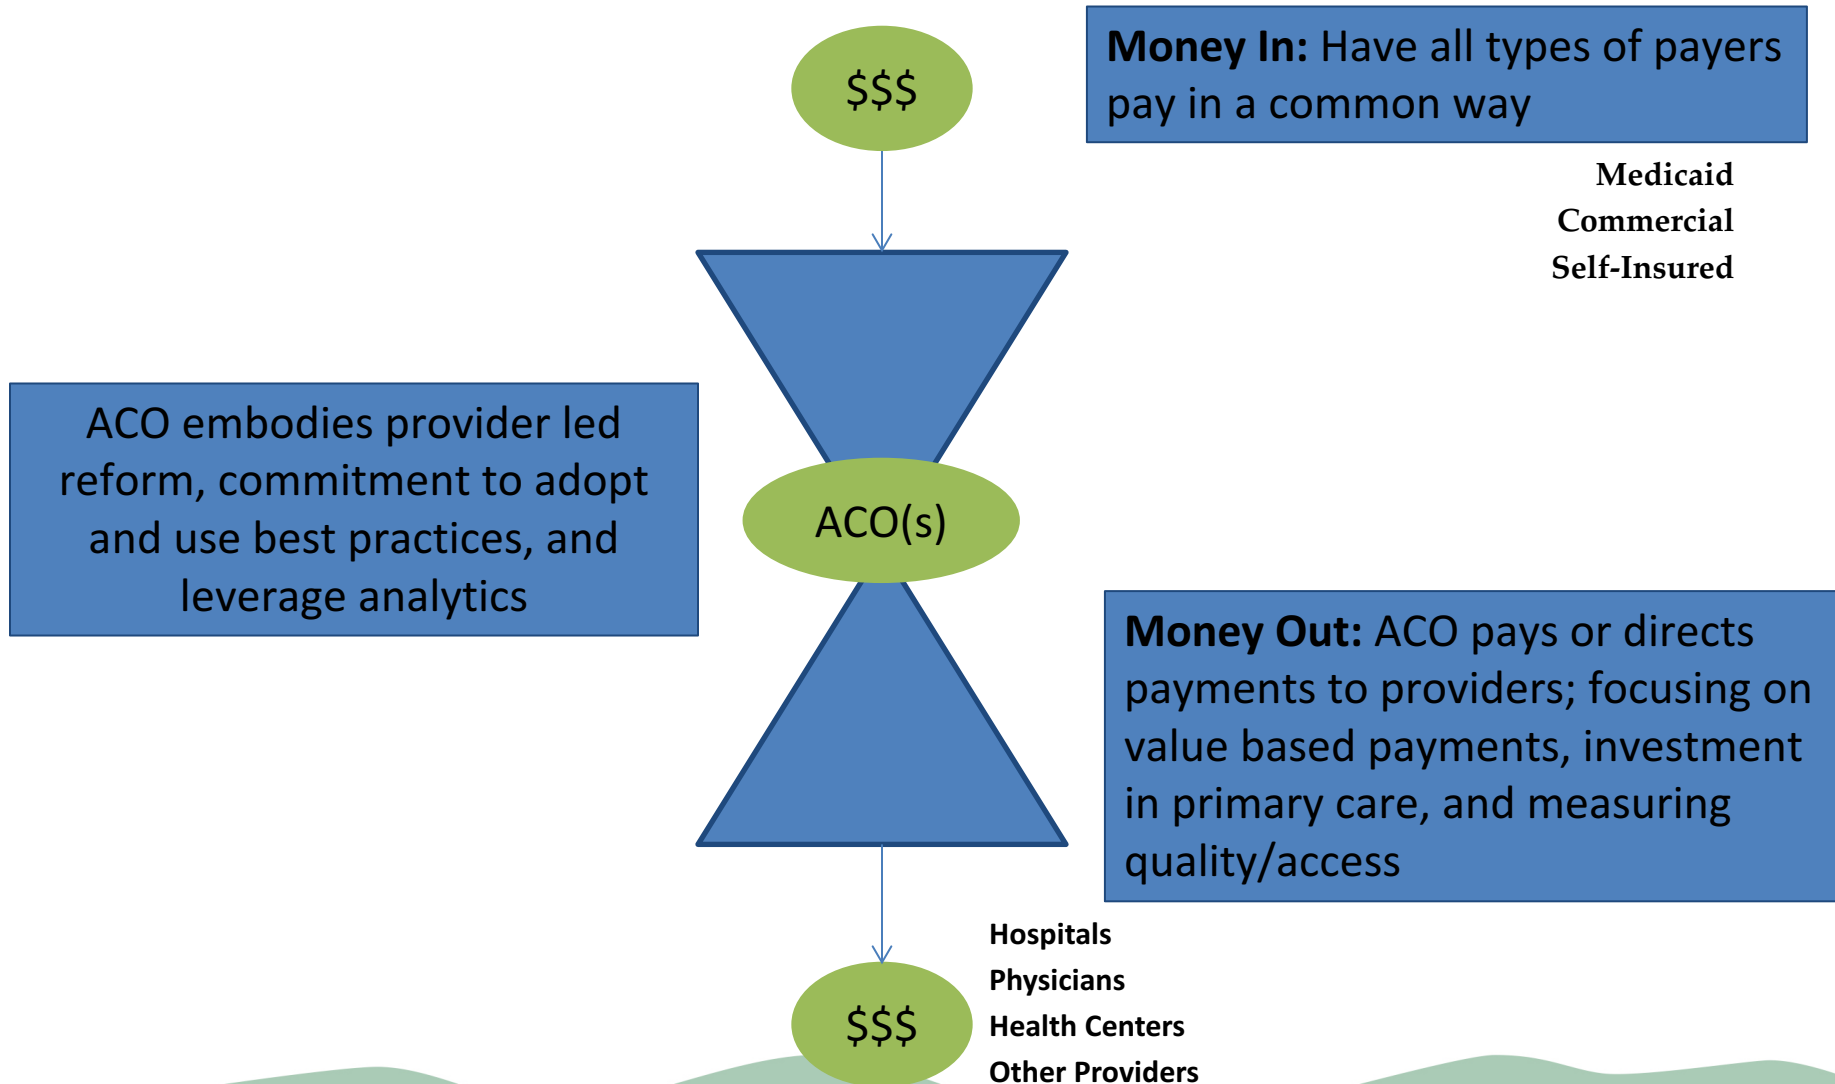 $$$
Money In: Have all types of payers
pay in a common way
Medicaid
Commercial
Self-Insured
ACO embodies provider led
reform, commitment to adopt
and use best practices, and
leverage analytics
ACO(s)
Money Out: ACO pays or directs
payments to providers; focusing on
value based payments, investment
in primary care, and measuring
quality/access
$$$
Hospitals
Physicians
Health Centers
Other Providers